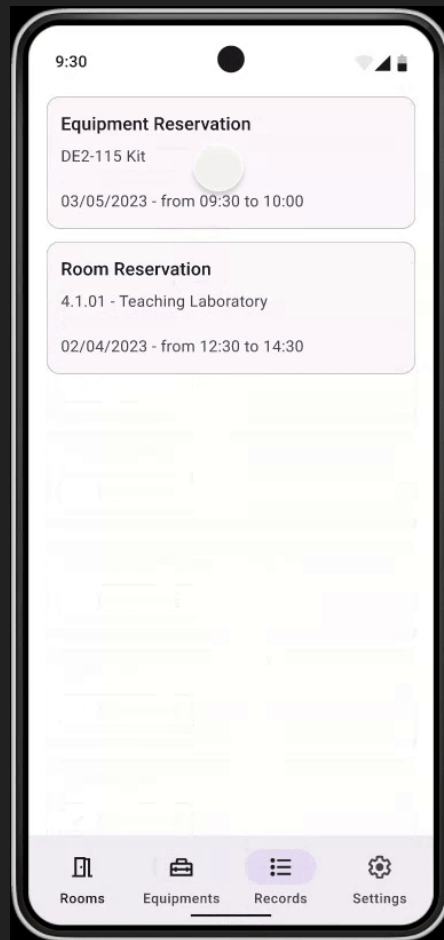 9:30
Equipment Reservation
DE2-115 Kit
03/05/2023 - from 09:30 to 10:00
Room Reservation
4.1.01 - Teaching Laboratory
02/04/2023 - from 12:30 to 14:30
Rooms
Equipments
Records
Settings